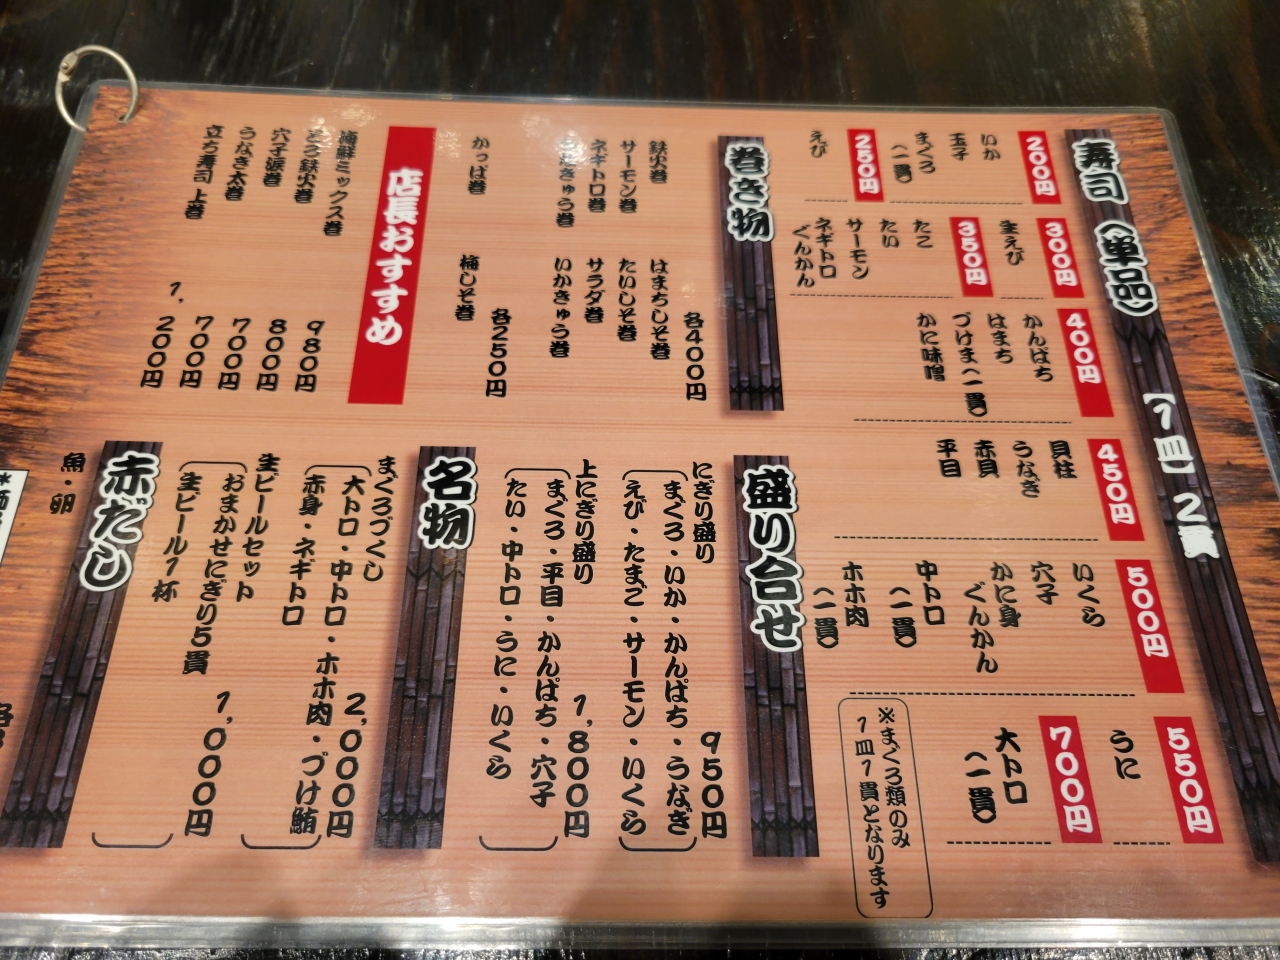 寿司(単品)【1皿】2貫
200円
いか
玉子
まぐろ
(一貫)
250円
えび
300円
生えび
350円
たこ
たい
サーモン
ネギトロ
ぐんかん
400円
かんぱち
はまち
づけま(一貫)
かに味噌
450円
貝柱
うなぎ
赤貝
平目
500円
いくら
穴子
かに身
ぐんかん
中トロ
(一貫)
ホホ肉
(一貫)
550円
うに
700円
大トロ
(一貫)
※まぐろ類のみ
1皿1貫となります
巻き物
各400円
鉄火巻
はまちしそ巻
サーモン巻
たいしそ巻
ネギトロ巻
サラダ巻
きゅう巻
いかきゅう巻
各250円
かっぱ巻
梅しそ巻
店長おすすめ
海鮮ミックス巻 980円
とろ鉄火巻 800円
穴子 巻 700円
うなぎ太巻 700円
立ち寿司上巻 1,200円
盛り合せ
にぎり盛り 950円
まぐろ・いか・かんぱち・うなぎ
えび・たまご・サーモン・いくら
上にぎり盛り 1,800円
まぐろ・平目・かんぱち・穴子
たい・中トロ・うに・いくら
名物
まぐろづくし 2,000円
大トロ・中トロ・ホホ肉・づけ鮪
赤身・ネギトロ
生ビールセット 1,000円
おまかせにぎり5貫
生ビール1杯
赤だし
魚・卵
各